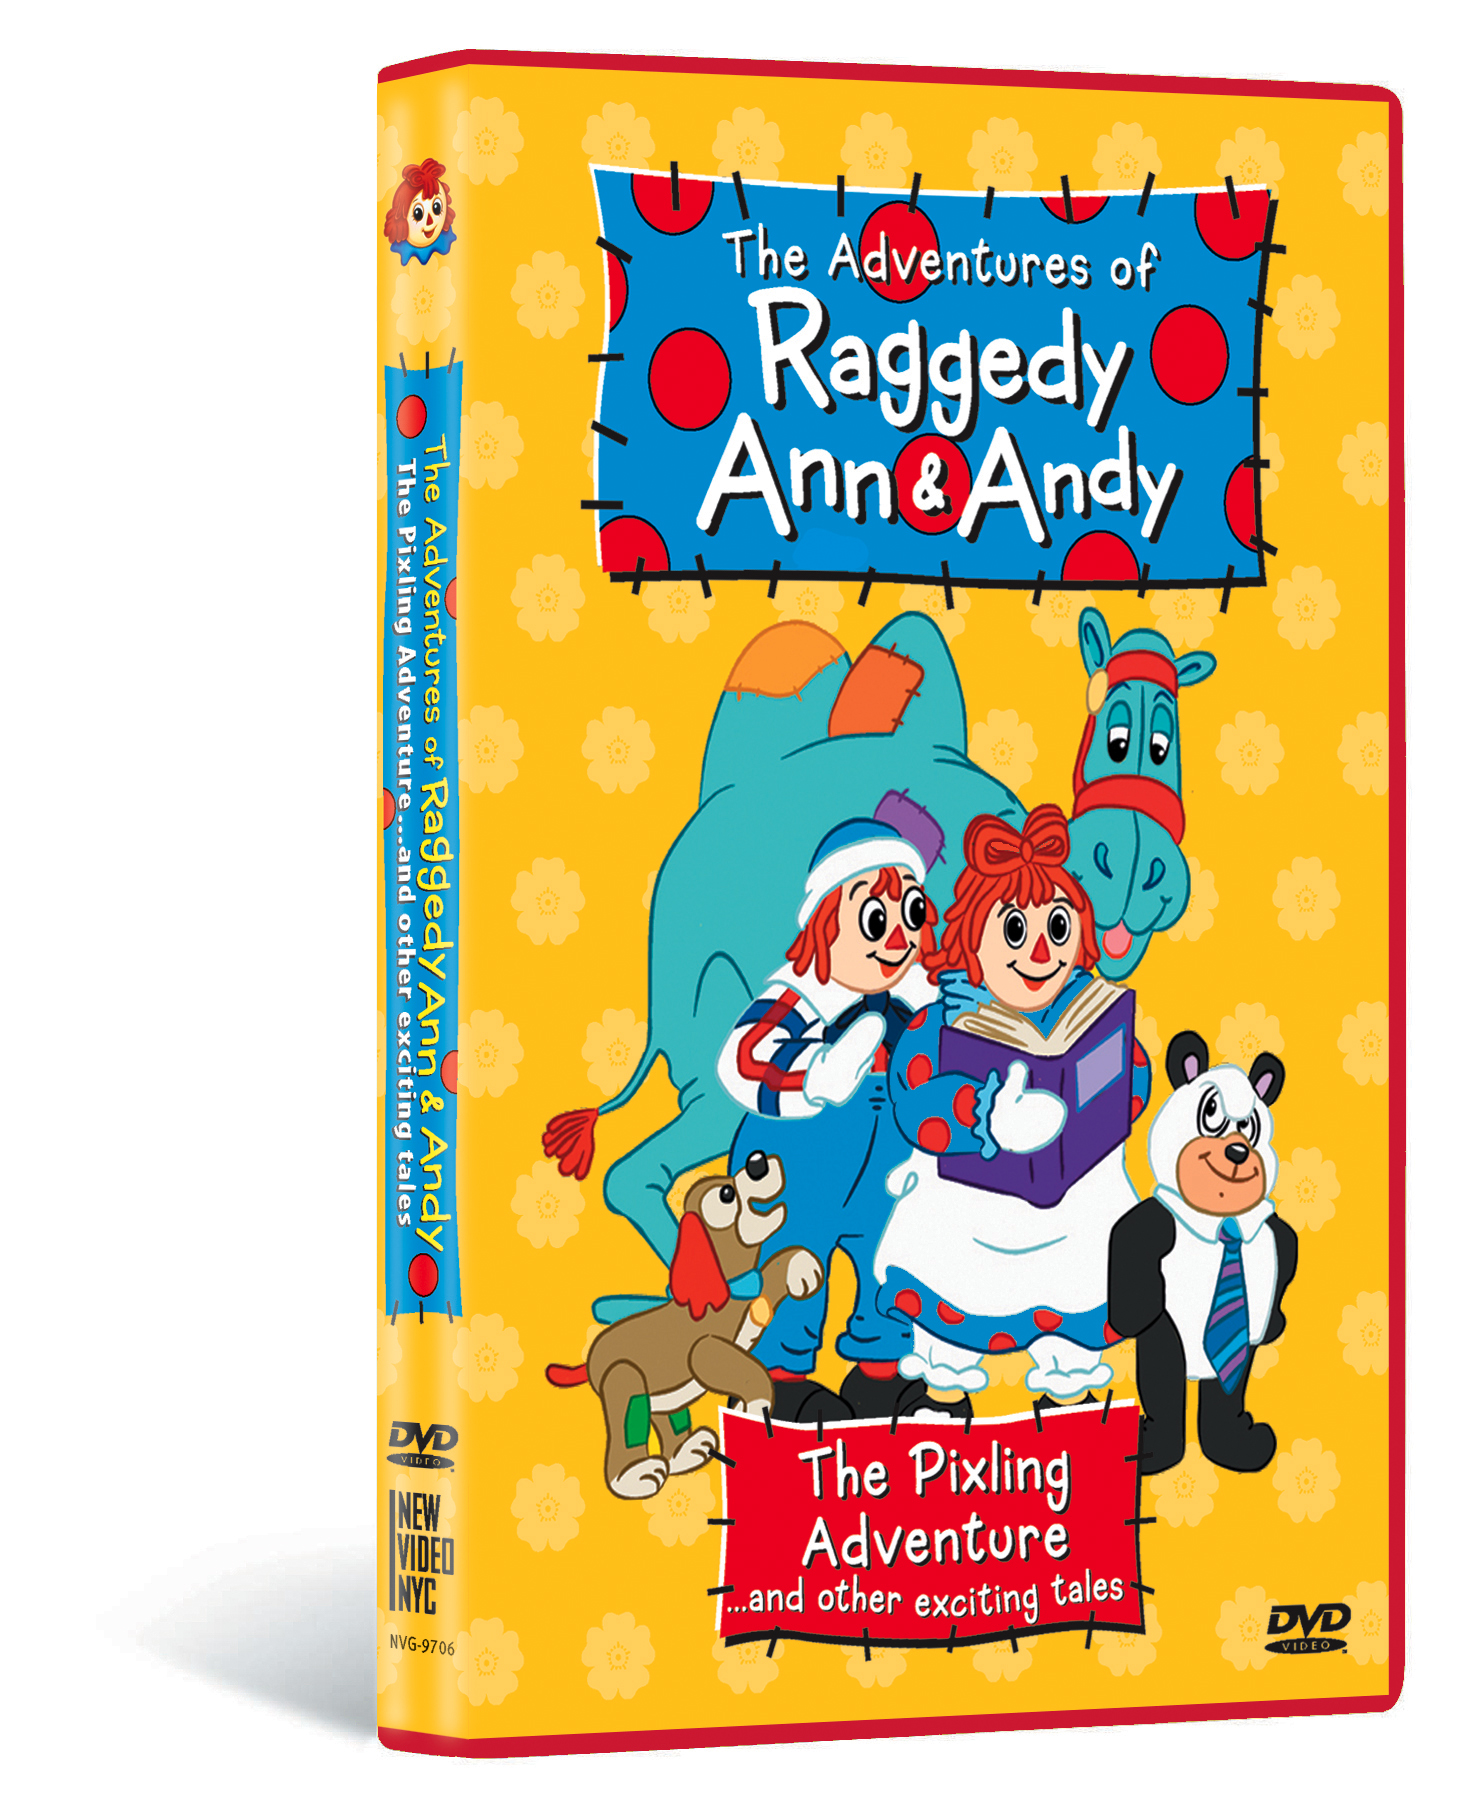 The Adventures of
Raggedy
Ann & Andy
The Pixling
Adventure
...and other exciting tales
DVD
VIDEO
The Adventures of Raggedy Ann & Andy
The Pixling Adventure...and other exciting tales
DVD
VIDEO
NEW
VIDEO
NYC
NVG-9706